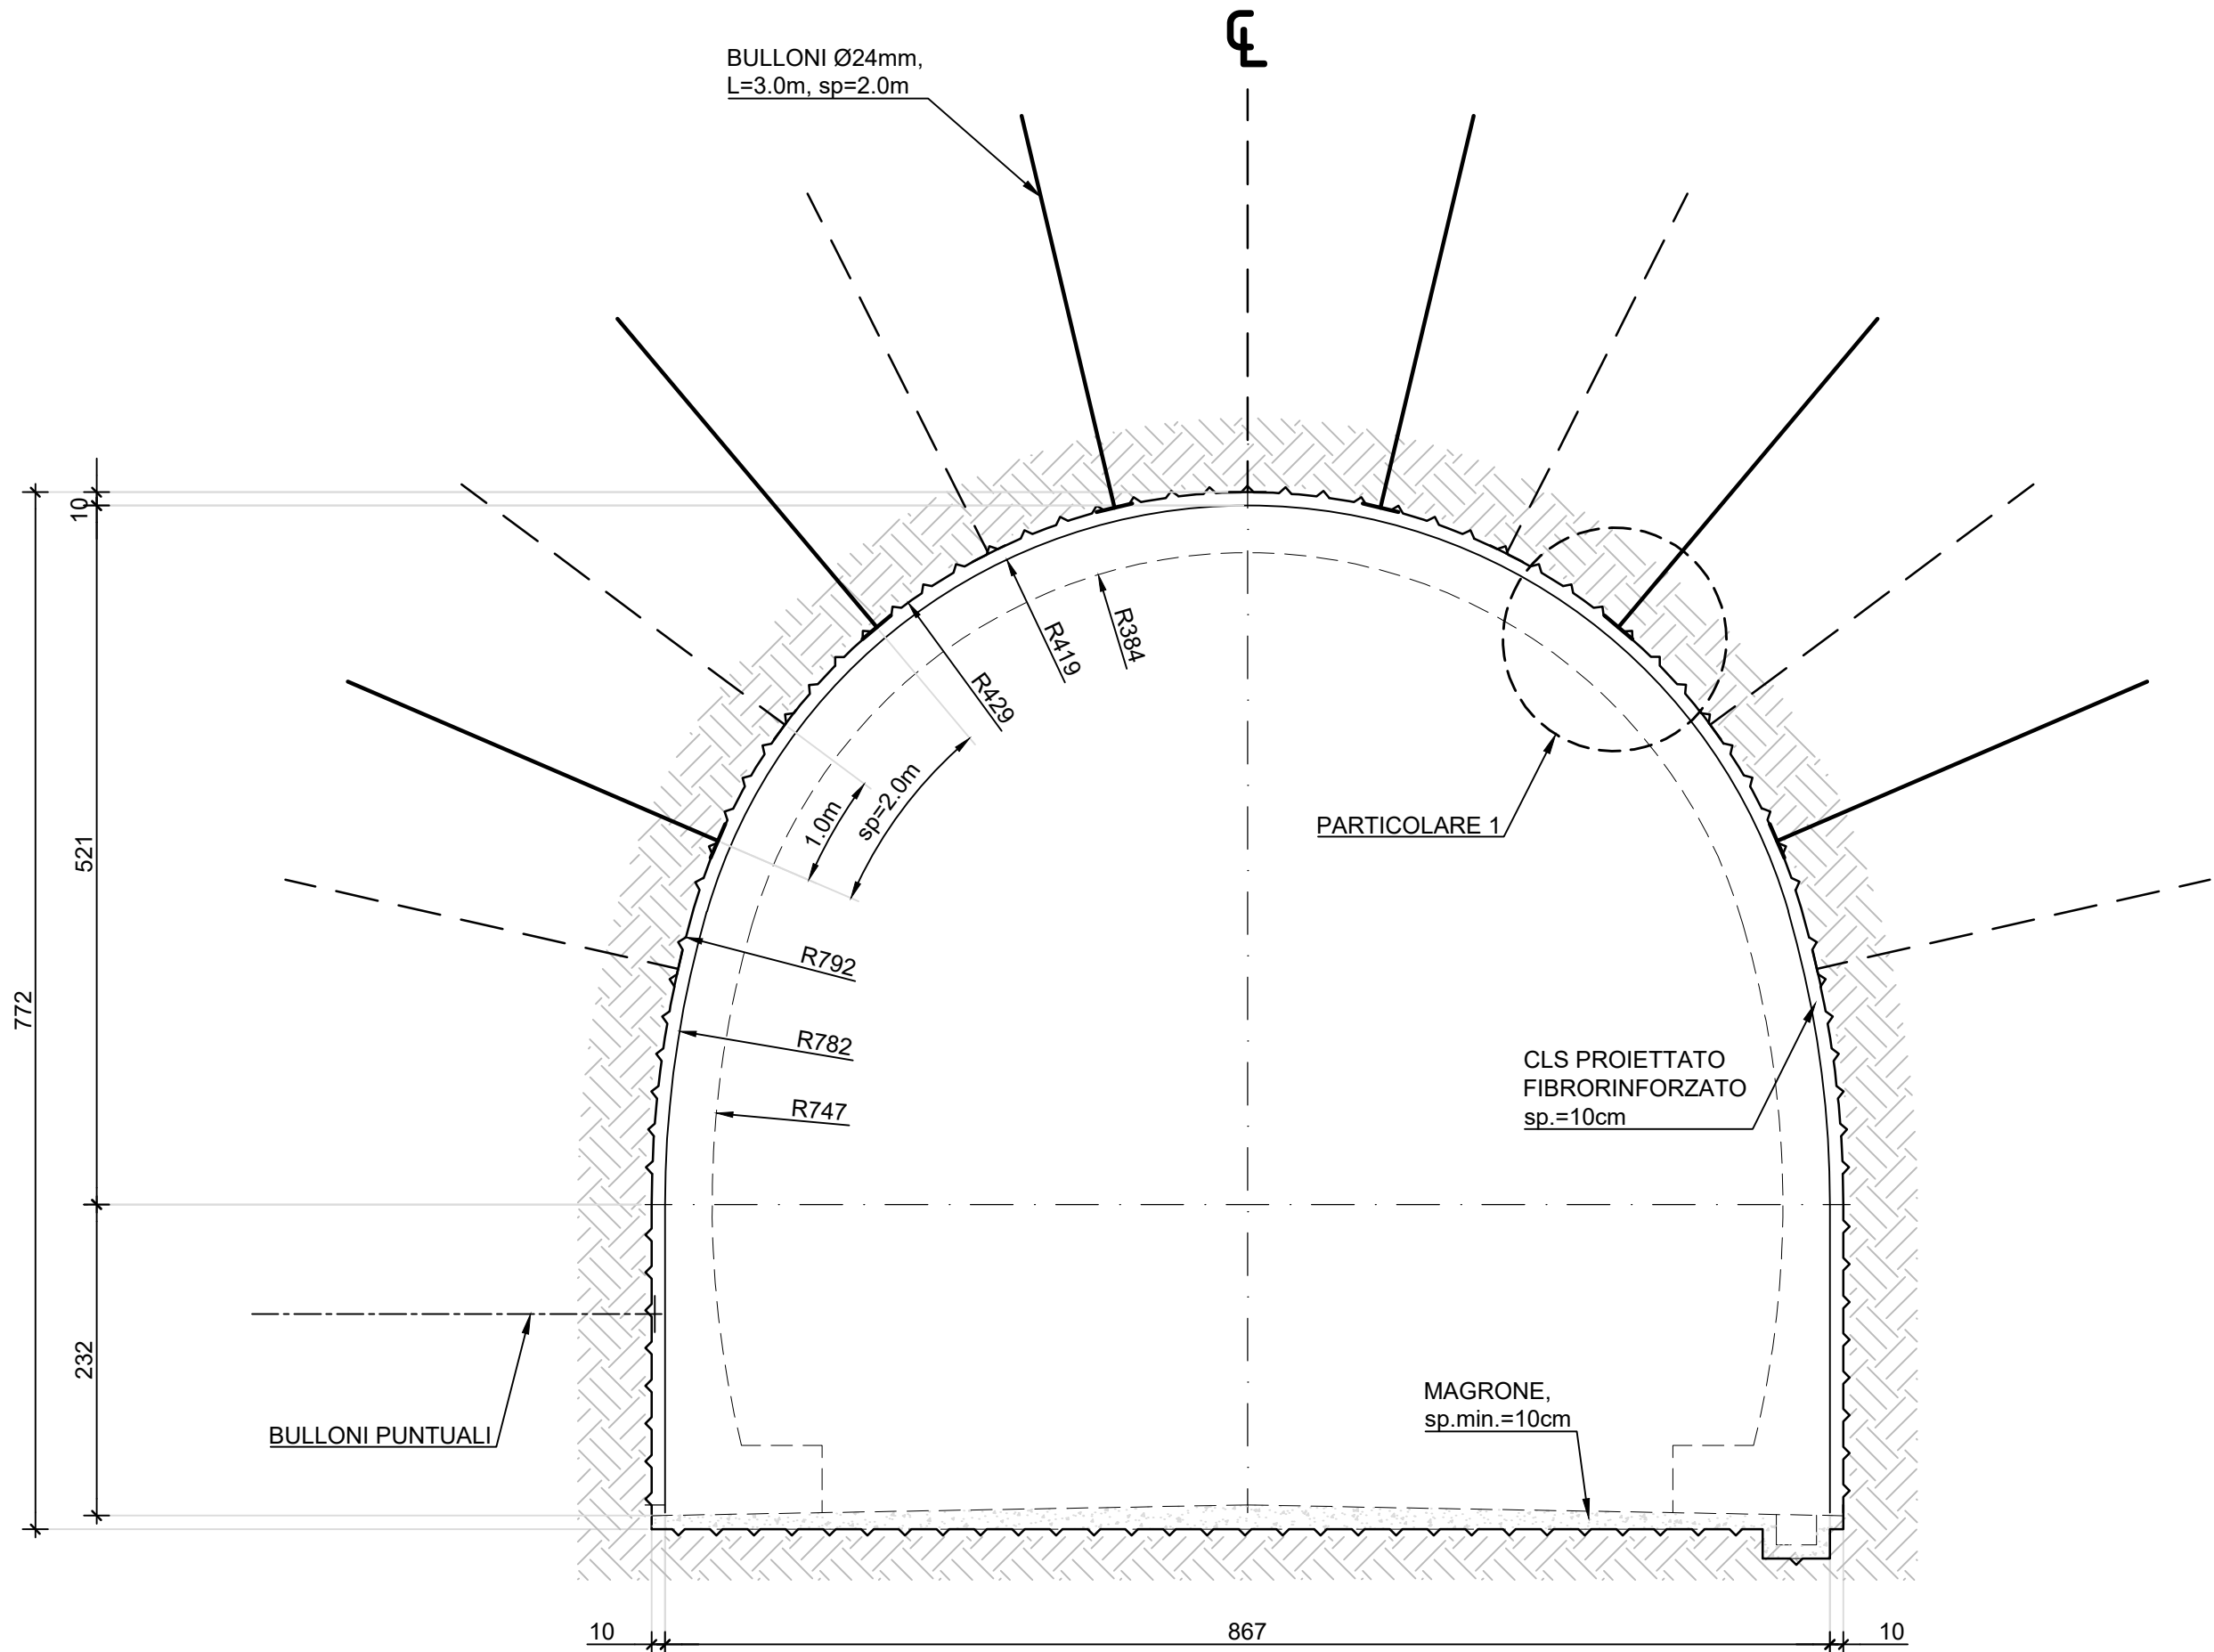 ℄
BULLONI Ø24mm,
L=3.0m, sp=2.0m
10
521
772
232
R419
R384
R429
sp=2.0m
1.0m
PARTICOLARE 1
R792
R782
R747
CLS PROIETTATO
FIBRORINFORZATO
sp.=10cm
BULLONI PUNTUALI
MAGRONE,
sp.min.=10cm
10
867
10